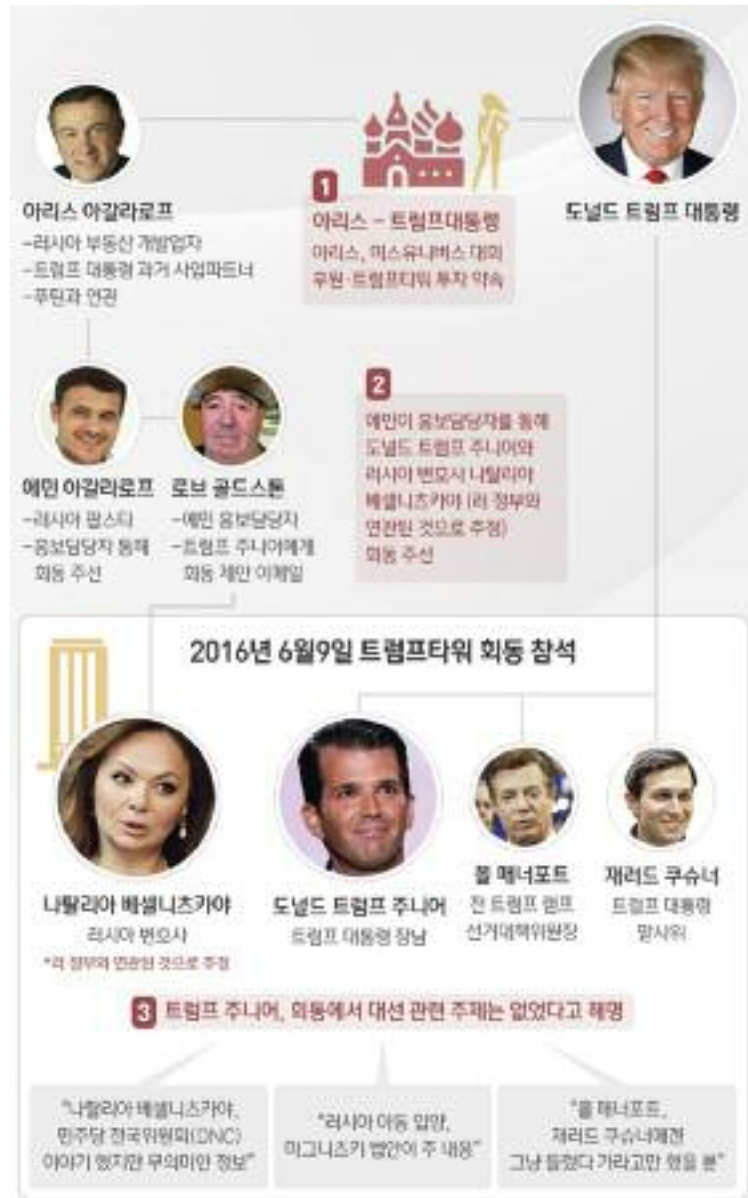 1
아리스 아갈라로프
-러시아 부동산 개발업자
-트럼프 대통령 과거 사업파트너
-푸틴과 연관
아리스 - 트럼프대통령
아리스, 미스유니버스 대회
후원·트럼프타워 투자 약속
도널드 트럼프 대통령
에민 아갈라로프
-러시아 팝스타
-홍보담당자 통해
회동 주선
로브 골드스톤
-에민 홍보담당자
-트럼프 주니어에게
회동 제안 이메일
2
에민이 홍보담당자를 통해
도널드 트럼프 주니어와
러시아 변호사 나탈리아
베셀니츠카야 (러 정부와
연관된 것으로 추정)
회동 주선
2016년 6월9일 트럼프타워 회동 참석
나탈리아 베셀니츠카야
러시아 변호사
*러 정부와 연관된 것으로 추정
도널드 트럼프 주니어
트럼프 대통령 장남
폴 매너포트
전 트럼프 캠프
선거대책위원장
재러드 쿠슈너
트럼프 대통령
맏사위
3 트럼프 주니어, 회동에서 대선 관련 주제는 없었다고 해명
"나탈리아 베셀니츠카야,
민주당 전국위원회(DNC)
이야기 했지만 무의미한 정보"
"러시아 아동 입양,
마그니츠키 법안이 주 내용"
"폴 매너포트,
재러드 쿠슈너에겐
그냥 들렀다 가라고만 했을 뿐"